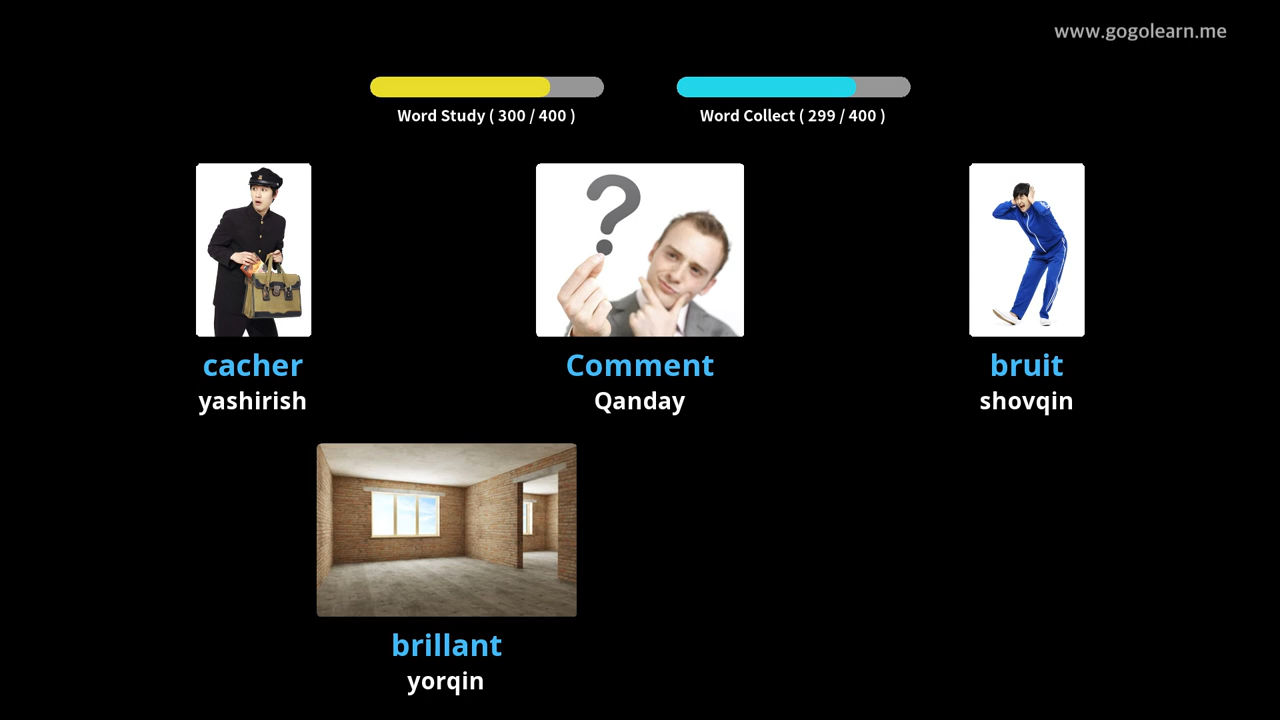 www.gogolearn.me
Word Study ( 300 / 400 )
Word Collect ( 299 / 400 )
cacher
yashirish
Comment
Qanday
bruit
shovqin
brillant
yorqin